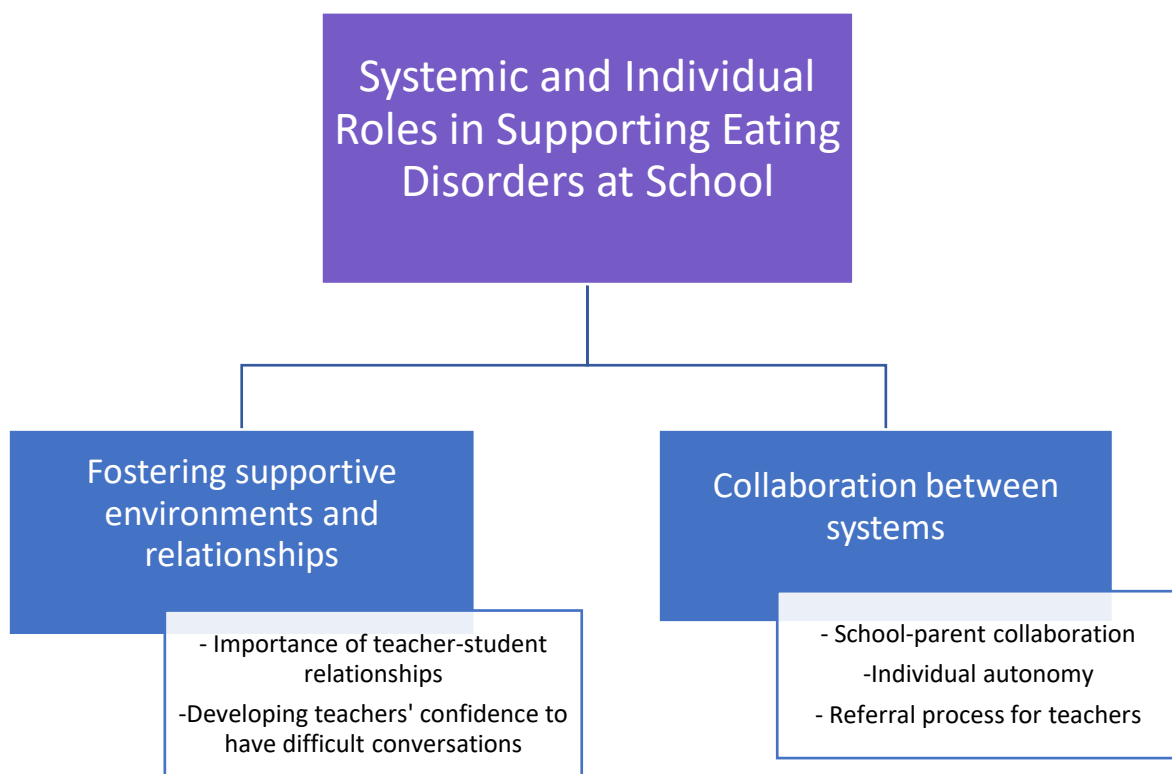 Systemic and Individual
Roles in Supporting Eating
Disorders at School
Fostering supportive
environments and
relationships
- Importance of teacher-student
relationships
-Developing teachers' confidence to
have difficult conversations
Collaboration between
systems
- School-parent collaboration
-Individual autonomy
- Referral process for teachers